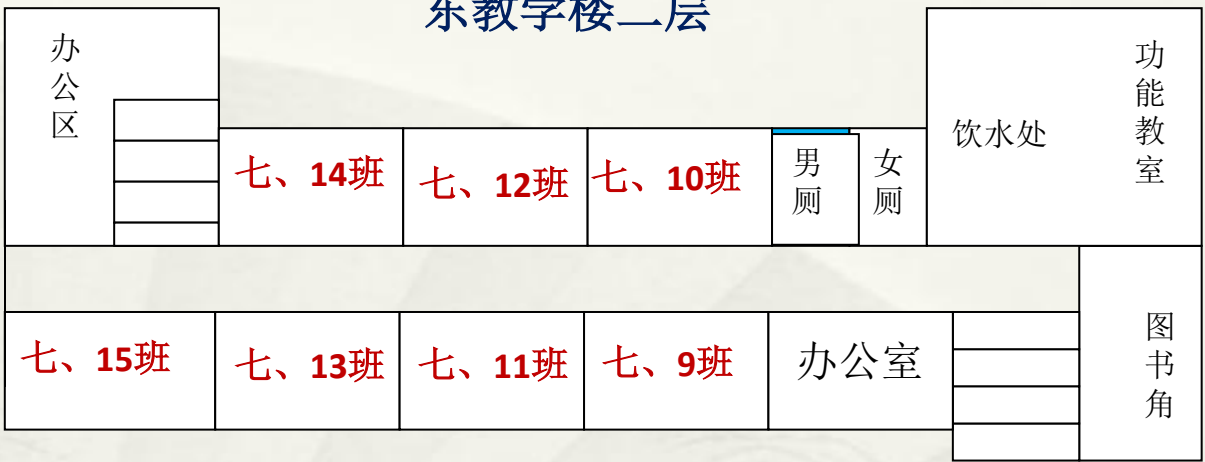 东教学楼二层
办公区
七、14班
七、12班
七、10班
男厕
女厕
饮水处
功能教室
七、15班
七、13班
七、11班
七、9班
办公室
图书角